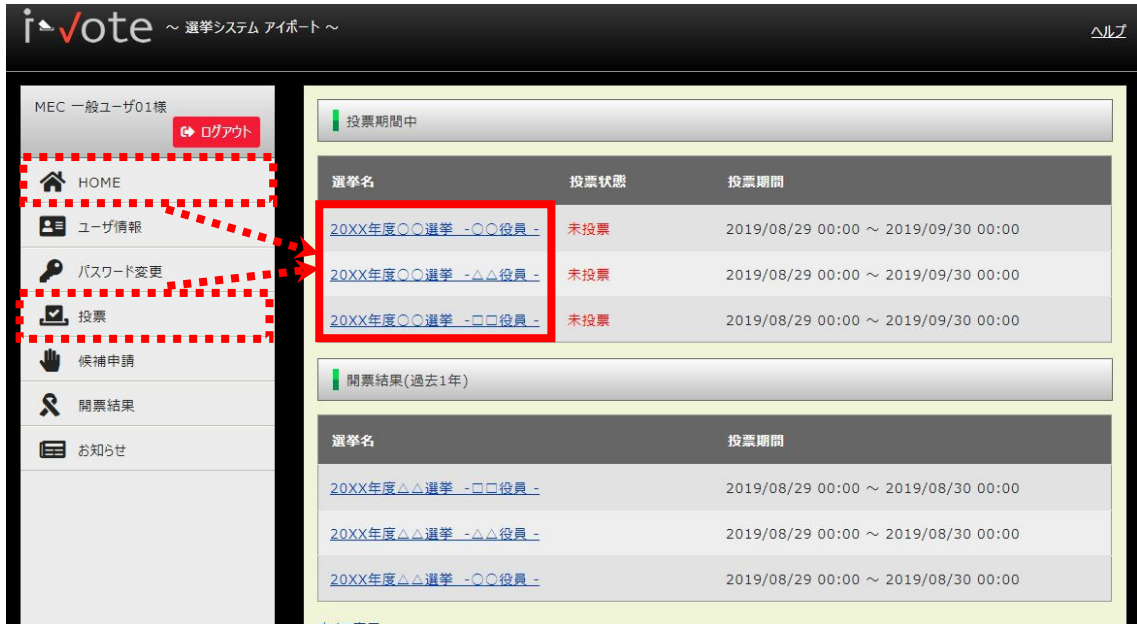 i-vote ～ 選挙システム アイボート ～
ヘルプ
MEC 一般ユーザ01様
ログアウト
HOME
ユーザ情報
パスワード変更
投票
候補申請
開票結果
お知らせ
投票期間中
選挙名 投票状態 投票期間
20XX年度○○選挙 -○○役員 - 未投票 2019/08/29 00:00 ～ 2019/09/30 00:00
20XX年度○○選挙 -△△役員 - 未投票 2019/08/29 00:00 ～ 2019/09/30 00:00
20XX年度○○選挙 -□□役員 - 未投票 2019/08/29 00:00 ～ 2019/09/30 00:00
開票結果(過去1年)
選挙名 投票期間
20XX年度△△選挙 -□□役員 - 2019/08/29 00:00 ～ 2019/08/30 00:00
20XX年度△△選挙 -△△役員 - 2019/08/29 00:00 ～ 2019/08/30 00:00
20XX年度△△選挙 -○○役員 - 2019/08/29 00:00 ～ 2019/08/30 00:00